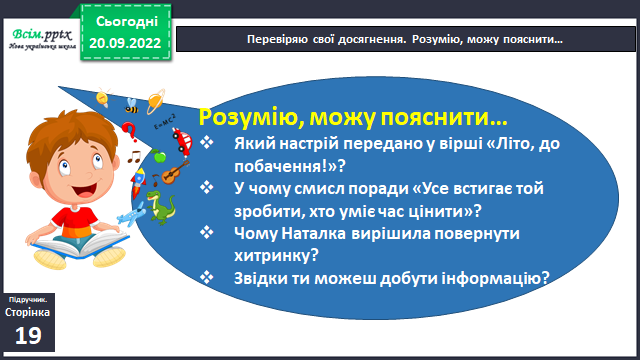 Всім.pptx
Нова українська школа
Сьогодні
20.09.2022
Перевіряю свої досягнення. Розумію, можу пояснити…
E=MC²
Розумію, можу пояснити…
❖ Який настрій передано у вірші «Літо, до
побачення!»?
❖ У чому смисл поради «Усе встигає той
зробити, хто уміє час цінити»?
❖ Чому Наталка вирішила повернути
хитринку?
❖ Звідки ти можеш добути інформацію?
Підручник.
Сторінка
19